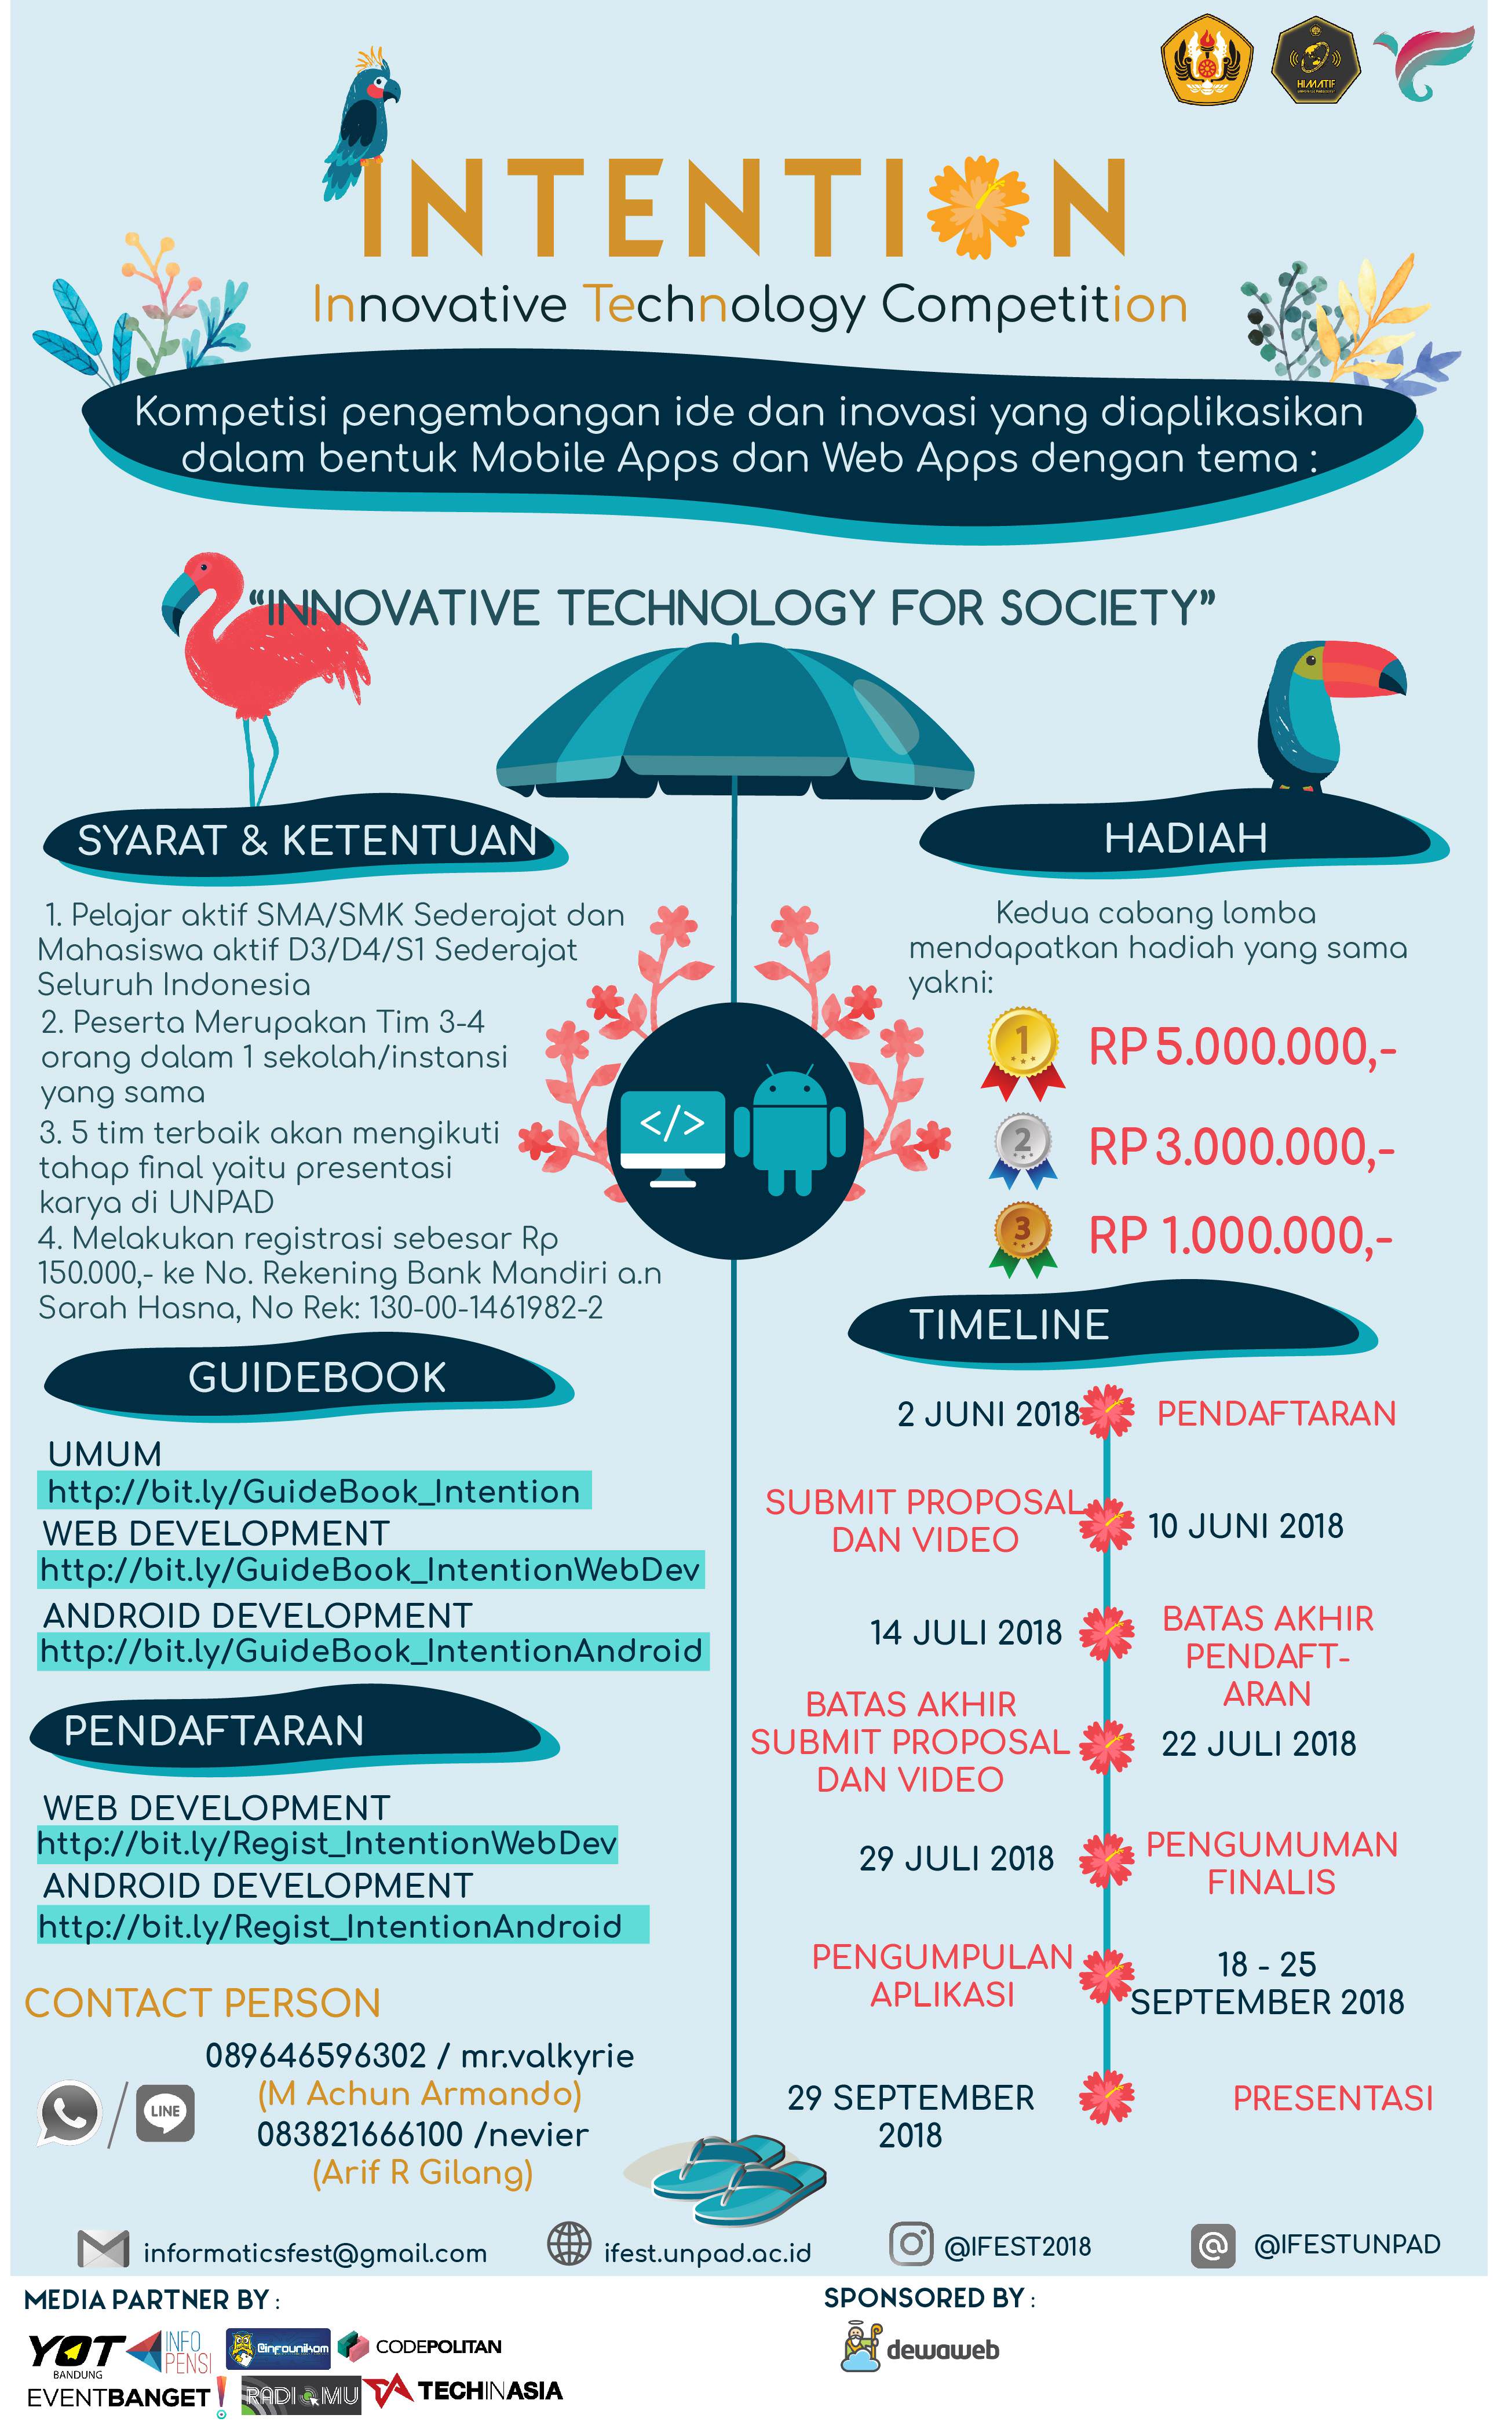 HIMATIF
INTENTION
Innovative Technology Competition
Kompetisi pengembangan ide dan inovasi yang diaplikasikan
dalam bentuk Mobile Apps dan Web Apps dengan tema :
“INNOVATIVE TECHNOLOGY FOR SOCIETY”
SYARAT & KETENTUAN
1. Pelajar aktif SMA/SMK Sederajat dan
Mahasiswa aktif D3/D4/S1 Sederajat
Seluruh Indonesia
2. Peserta Merupakan Tim 3-4
orang dalam 1 sekolah/instansi
yang sama
3. 5 tim terbaik akan mengikuti
tahap final yaitu presentasi
karya di UNPAD
4. Melakukan registrasi sebesar Rp
150.000,- ke No. Rekening Bank Mandiri a.n
Sarah Hasna, No Rek: 130-00-1461982-2
</>
HADIAH
Kedua cabang lomba
mendapatkan hadiah yang sama
yakni:
1 RP 5.000.000,-
2 RP 3.000.000,-
3 RP 1.000.000,-
GUIDEBOOK
UMUM
http://bit.ly/GuideBook_Intention
WEB DEVELOPMENT
http://bit.ly/GuideBook_IntentionWebDev
ANDROID DEVELOPMENT
http://bit.ly/GuideBook_IntentionAndroid
PENDAFTARAN
WEB DEVELOPMENT
http://bit.ly/Regist_IntentionWebDev
ANDROID DEVELOPMENT
http://bit.ly/Regist_IntentionAndroid
TIMELINE
2 JUNI 2018 PENDAFTARAN
SUBMIT PROPOSAL
DAN VIDEO
10 JUNI 2018
14 JULI 2018
BATAS AKHIR
PENDAFT-
ARAN
BATAS AKHIR
SUBMIT PROPOSAL
DAN VIDEO
22 JULI 2018
29 JULI 2018
PENGUMUMAN
FINALIS
PENGUMPULAN
APLIKASI
18 - 25
SEPTEMBER 2018
29 SEPTEMBER
2018
PRESENTASI
CONTACT PERSON
089646596302 / mr.valkyrie
(M Achun Armando)
083821666100 /nevier
(Arif R Gilang)
LINE
informaticsfest@gmail.com
ifest.unpad.ac.id
@IFEST2018
@ @IFESTUNPAD
MEDIA PARTNER BY :
YOT
BANDUNG
INFO
PENSI
@infounikom
CODEPOLITAN
EVENTBANGET!
RADIOMU
TECHINASIA
SPONSORED BY :
dewaweb